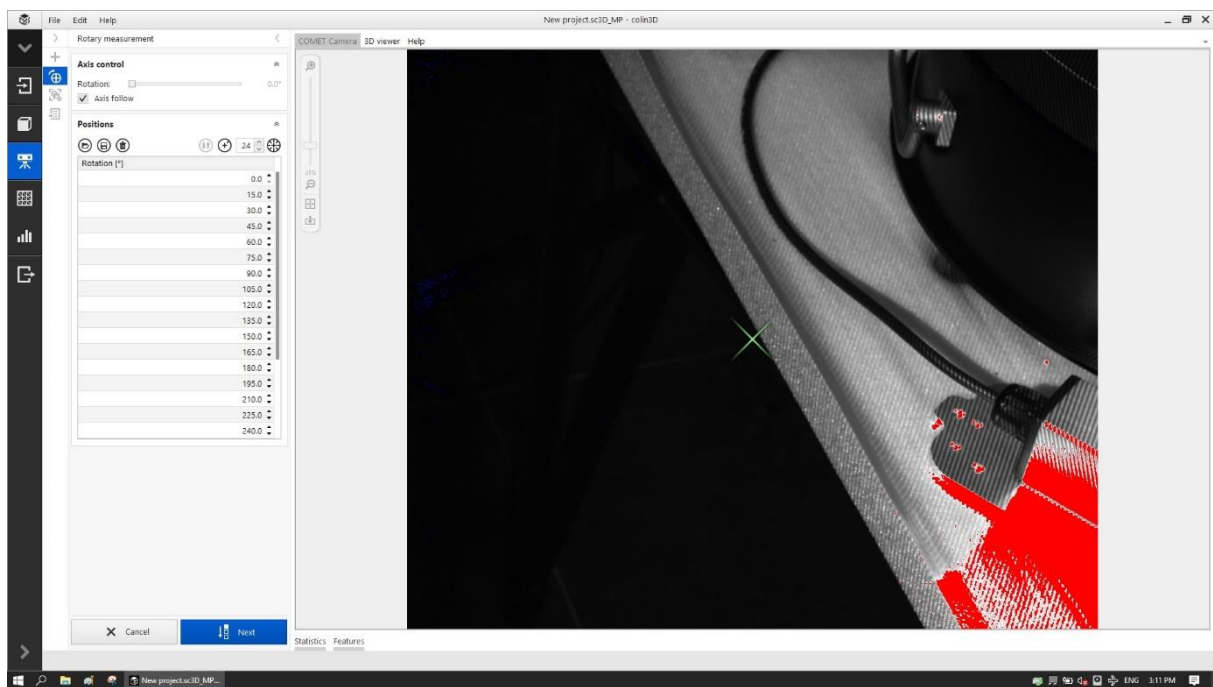 File Edit Help
New project.sc3D_MP - colin3D
Rotary measurement
COMET Camera 3D viewer Help
Axis control
Rotation: 0.0°
Axis follow
Positions
24
Rotation [°]
0.0
15.0
30.0
45.0
60.0
75.0
90.0
105.0
120.0
135.0
150.0
165.0
180.0
195.0
210.0
225.0
240.0
Cancel Next
Statistics Features
New project.sc3D_MP...
ENG 3:11 PM